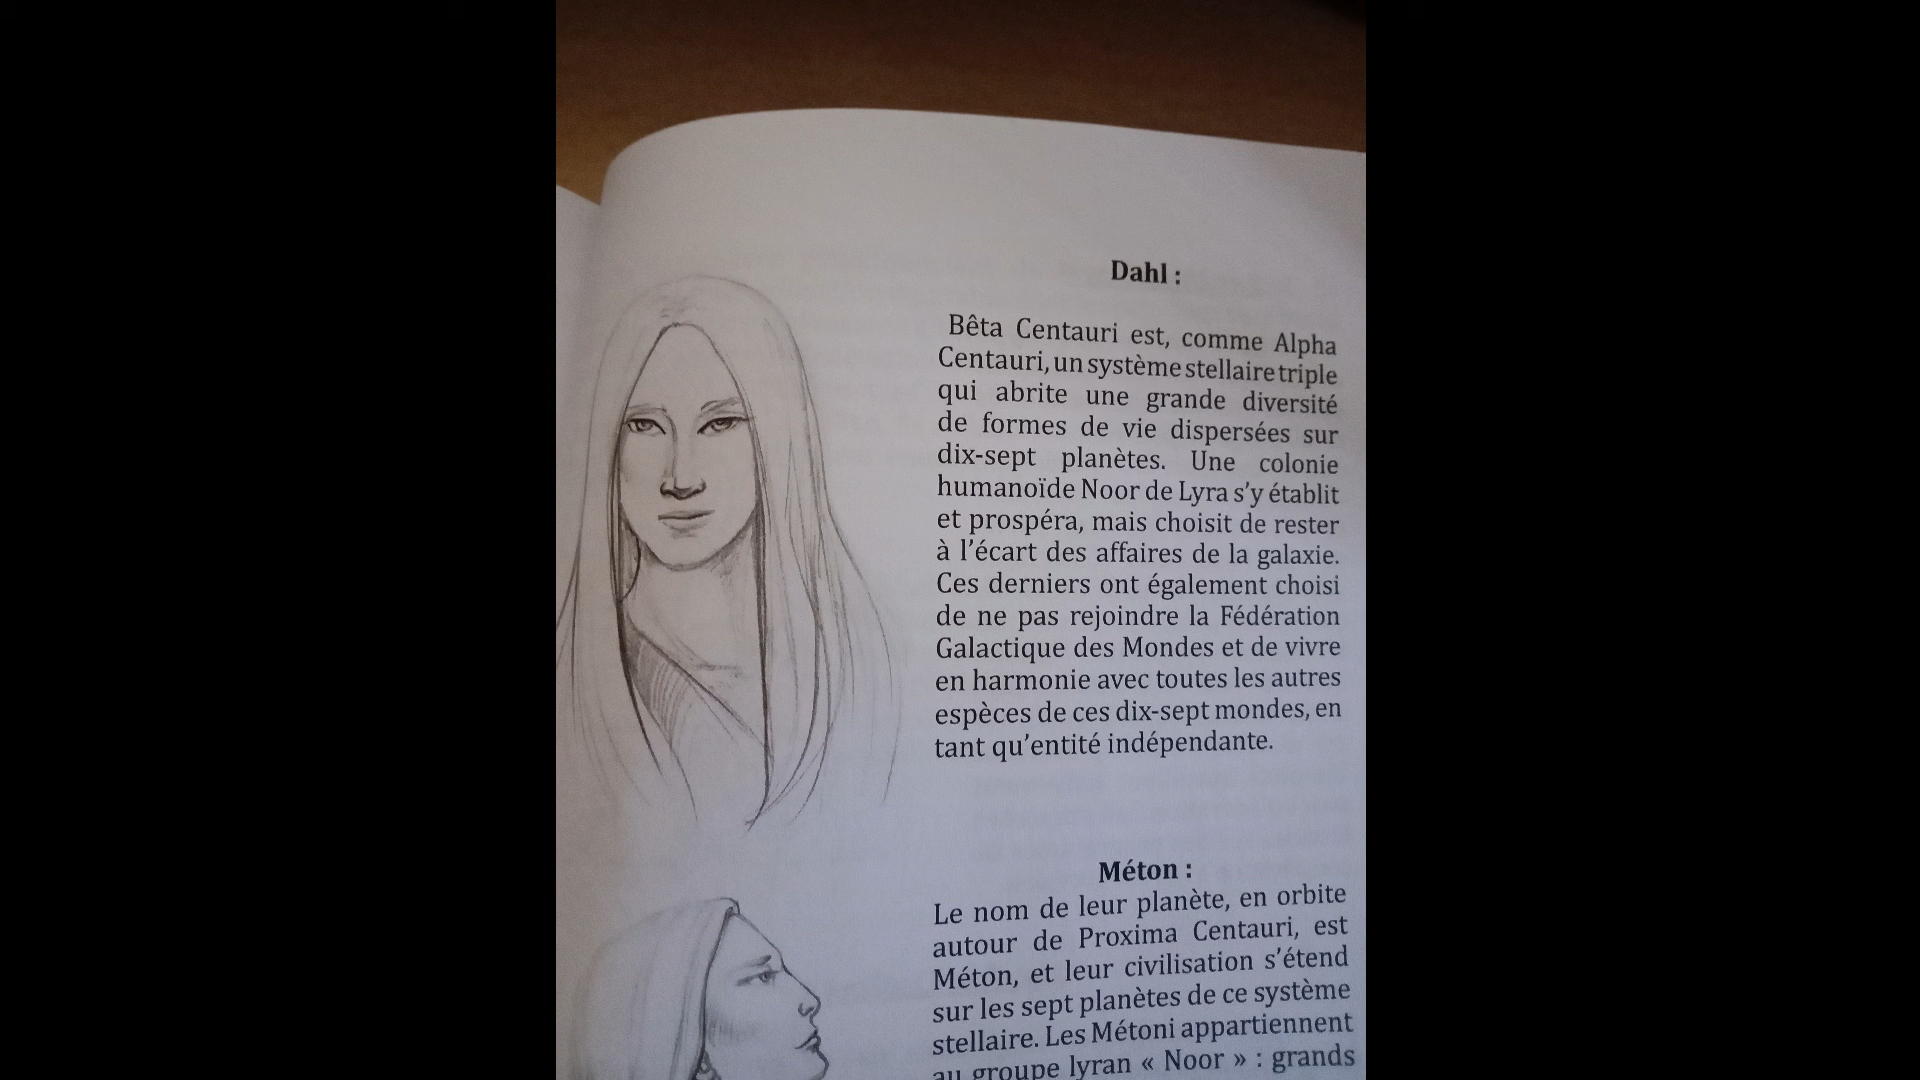 Dahl :
Bêta Centauri est, comme Alpha
Centauri, un système stellaire triple
qui abrite une grande diversité
de formes de vie dispersées sur
dix-sept planètes. Une colonie
humanoïde Noor de Lyra s’y établit
et prospéra, mais choisit de rester
à l’écart des affaires de la galaxie.
Ces derniers ont également choisi
de ne pas rejoindre la Fédération
Galactique des Mondes et de vivre
en harmonie avec toutes les autres
espèces de ces dix-sept mondes, en
tant qu’entité indépendante.
Méton :
Le nom de leur planète, en orbite
autour de Proxima Centauri, est
Méton, et leur civilisation s’étend
sur les sept planètes de ce système
stellaire. Les Métoni appartiennent
au groupe lyran « Noor » : grands